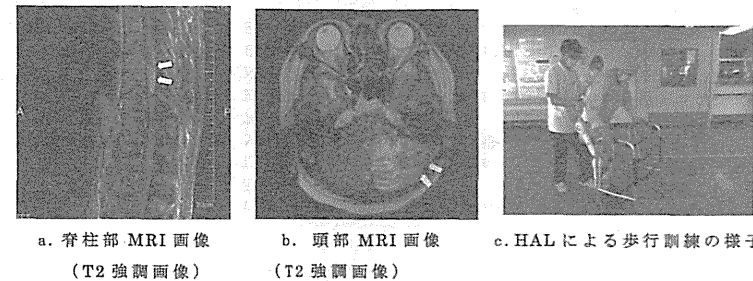 A
a. 脊柱部 MRI 画像
(T2 強調画像)
b. 頭部 MRI 画像
(T2 強調画像)
c. HAL による歩行訓練の様子